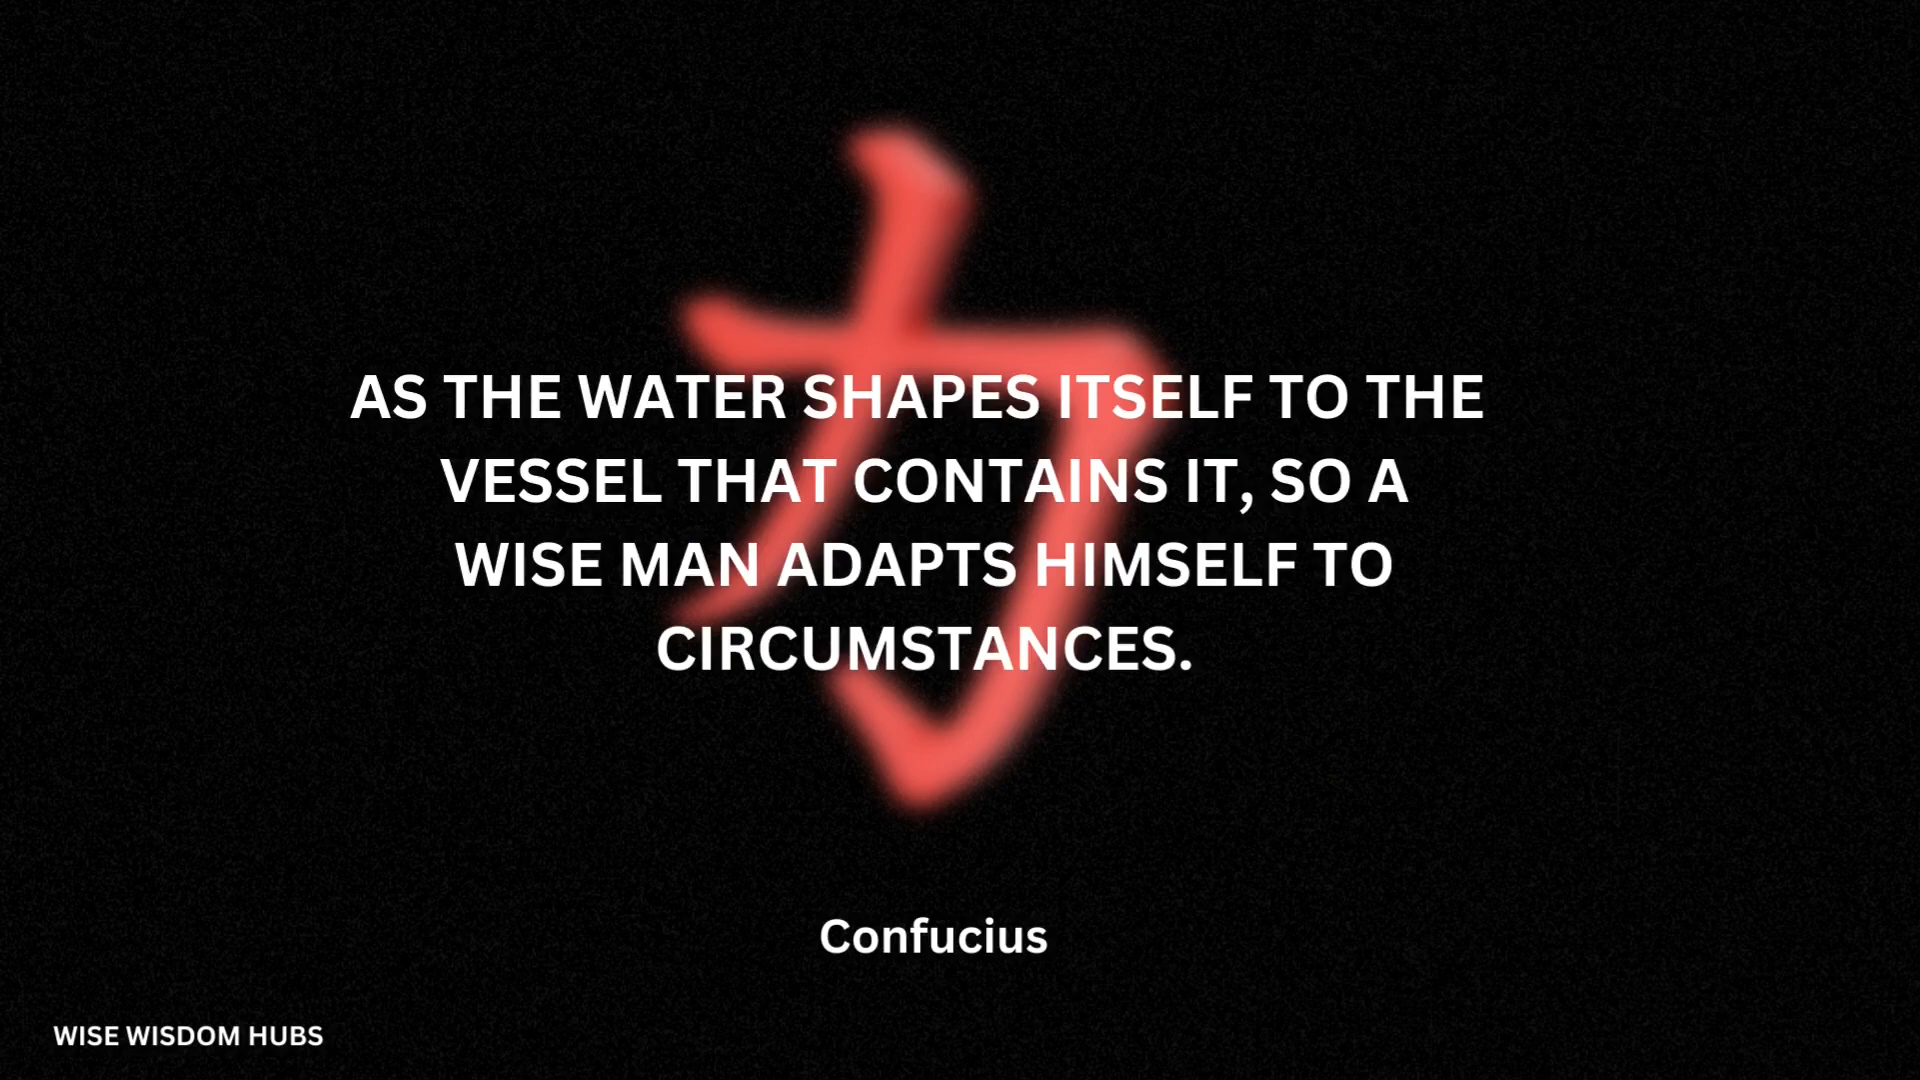 力
AS THE WATER SHAPES ITSELF TO THE
VESSEL THAT CONTAINS IT, SO A
WISE MAN ADAPTS HIMSELF TO
CIRCUMSTANCES.
Confucius
WISE WISDOM HUBS